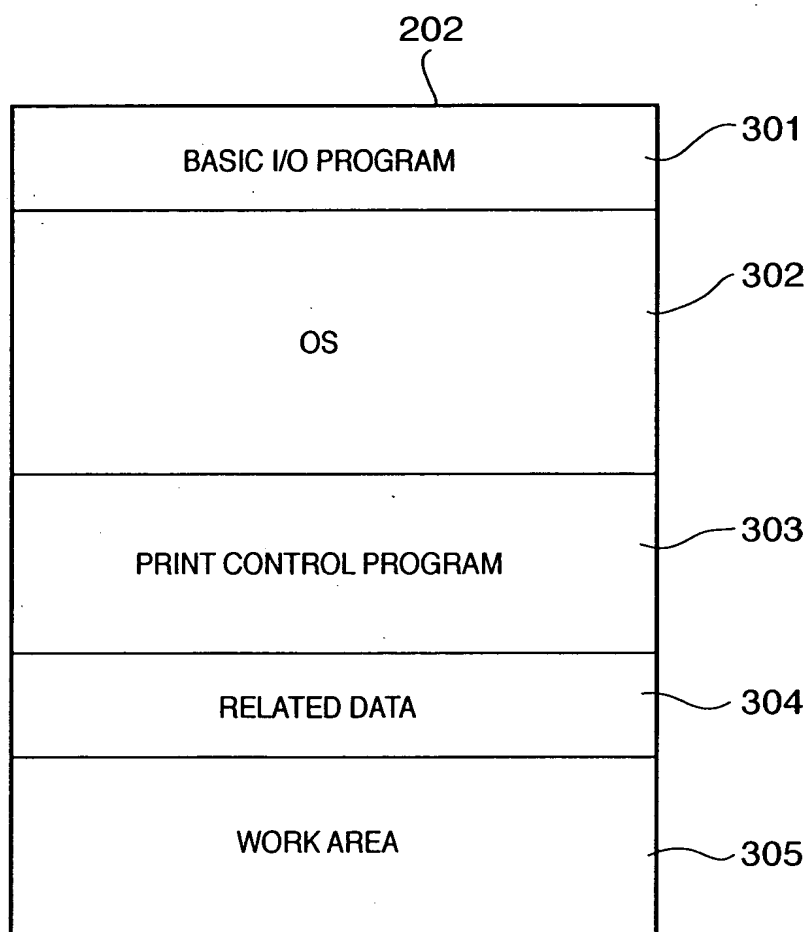 202
BASIC I/O PROGRAM
301
OS
302
PRINT CONTROL PROGRAM
303
RELATED DATA
304
WORK AREA
305